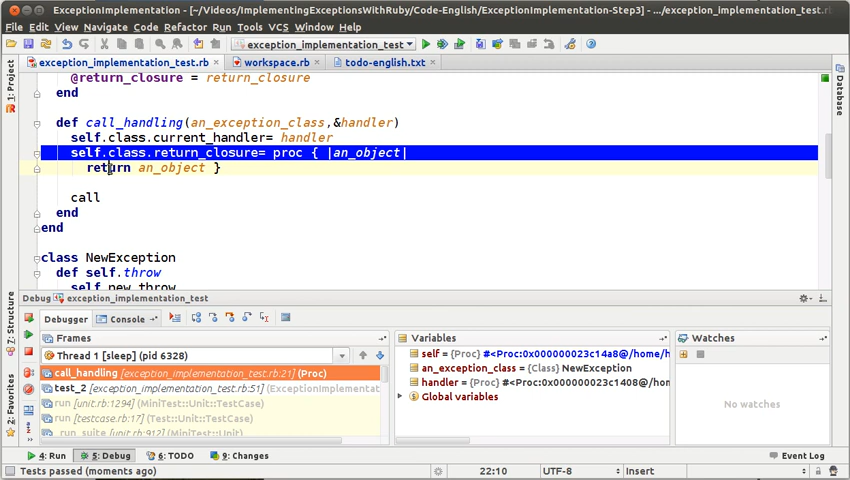 ExceptionImplementation - [~/Videos/ImplementingExceptionsWithRuby/Code-English/ExceptionImplementation-Step3] - .../exception_implementation_test.rb
File Edit View Navigate Code Refactor Run Tools VCS Window Help
exception_implementation_test
exception_implementation_test.rb workspace.rb todo-english.txt
1: Project
Database
@return_closure = return_closure
end
def call_handling(an_exception_class,&handler)
self.class.current_handler= handler
self.class.return_closure= proc { |an_object|
return an_object }
call
end
end
class NewException
def self.throw
self.new.throw
Debug exception_implementation_test
Debugger Console
7: Structure
2: Favorites
Frames
Thread 1 [sleep] (pid 6328)
call_handling [exception_implementation_test.rb:21] (Proc)
test_2 [exception_implementation_test.rb:51]
run [unit.rb:1294] (MiniTest::Unit::TestCase)
run [testcase.rb:17] (Test::Unit::TestCase)
_run_suite [unit.rb:912] (MiniTest::Unit)
Variables
self = {Proc} #<Proc:0x000000023c14a8@/home/h
an_exception_class = {Class} NewException
handler = {Proc} #<Proc:0x000000023c1408@/hom
Global variables
Watches
No watches
4: Run 5: Debug 6: TODO 9: Changes Event Log
Tests passed (moments ago) 22:10 UTF-8 Insert